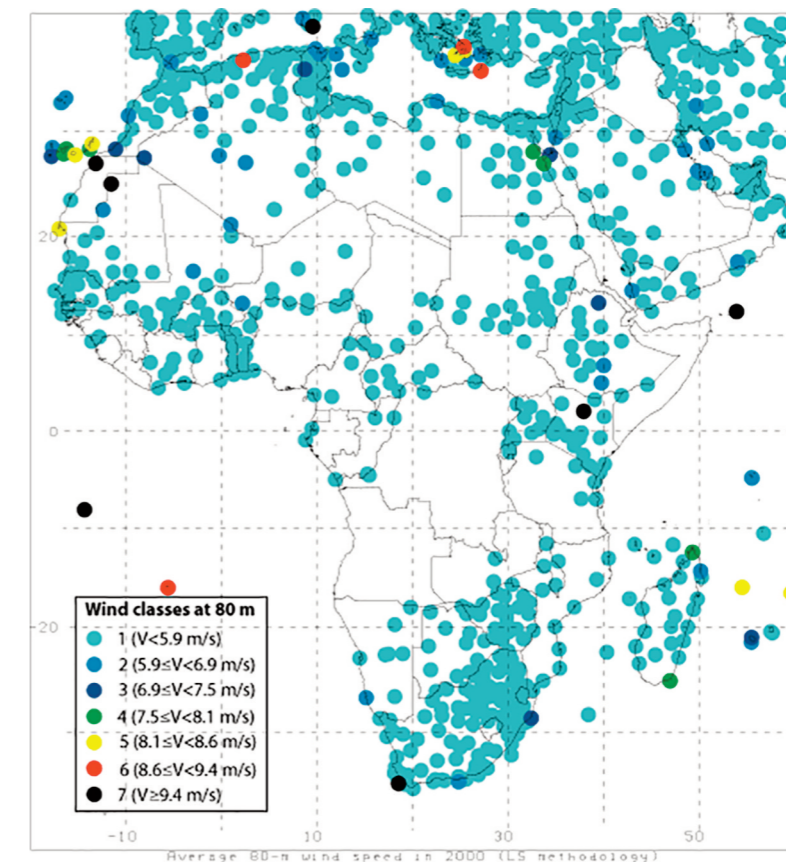 20
0
-20
Wind classes at 80 m
1 (V<5.9 m/s)
2 (5.9≤V<6.9 m/s)
3 (6.9≤V<7.5 m/s)
4 (7.5≤V<8.1 m/s)
5 (8.1≤V<8.6 m/s)
6 (8.6≤V<9.4 m/s)
7 (V≥9.4 m/s)
-10 10 30 50
Average 80-m wind speed in 2000 (LS methodology)